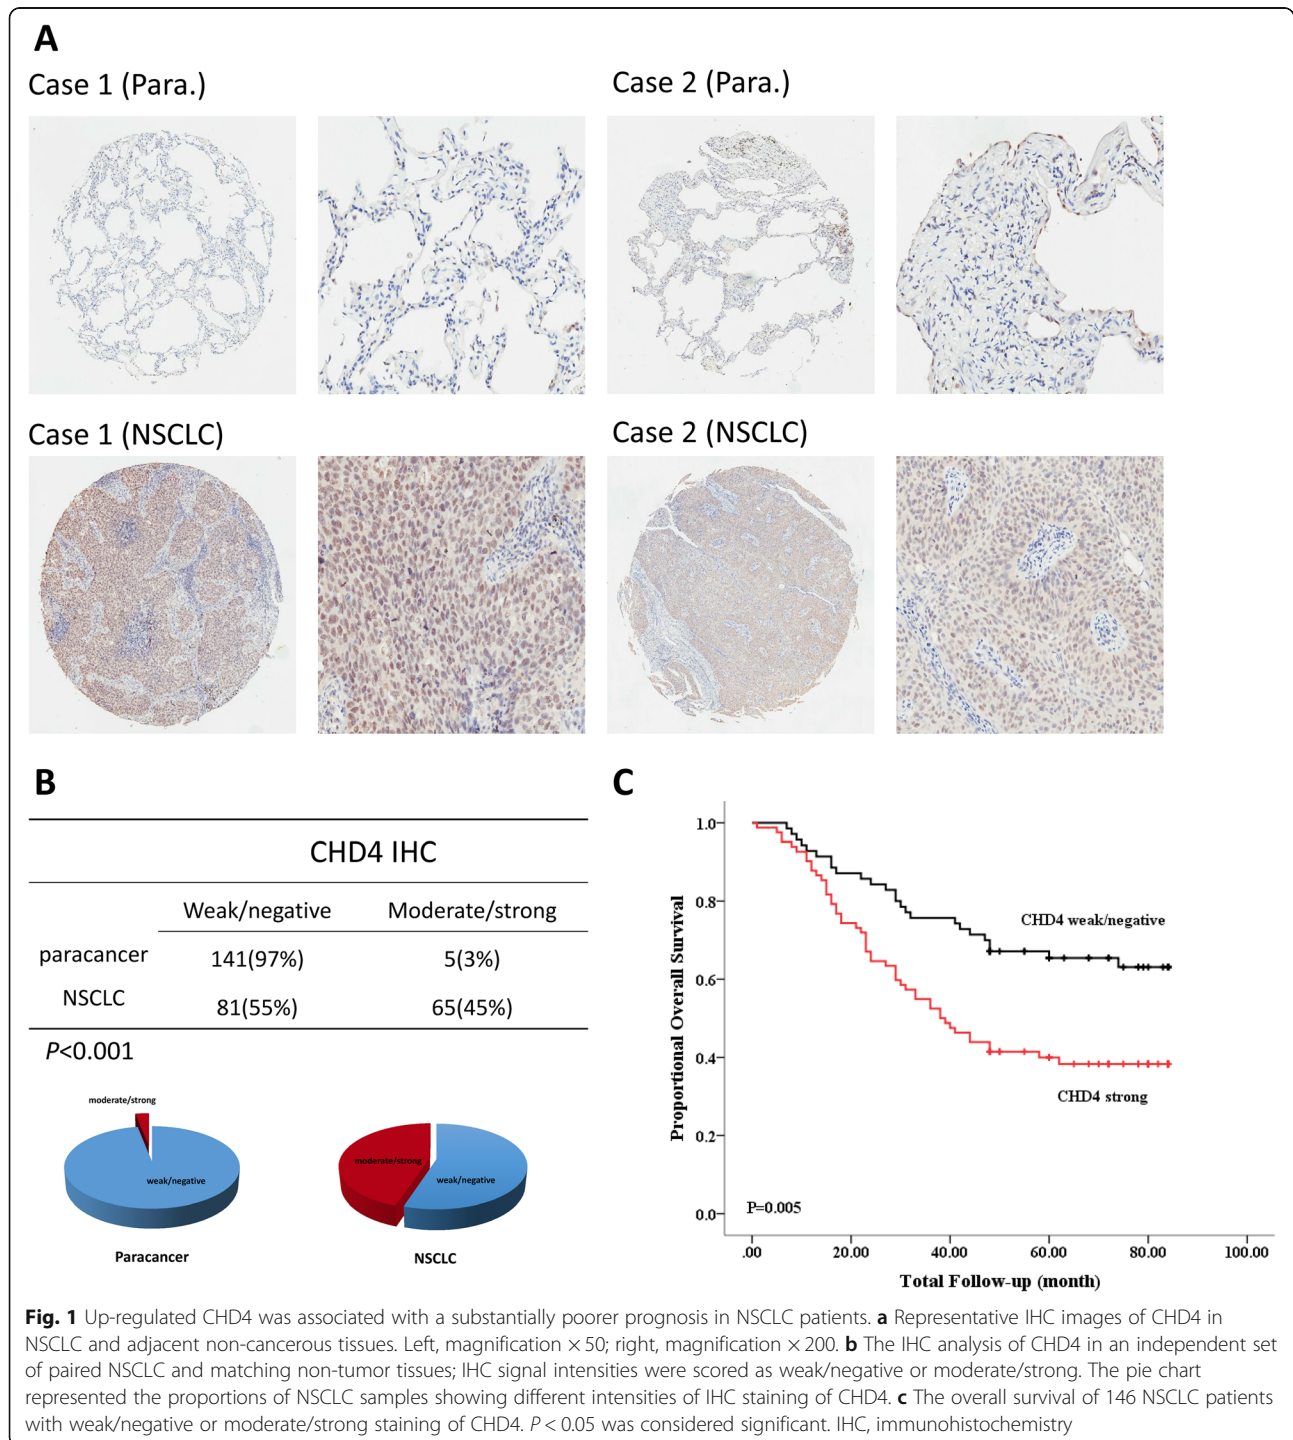 A
Case 1 (Para.)
Case 2 (Para.)
Case 1 (NSCLC)
Case 2 (NSCLC)
B
CHD4 IHC
Weak/negative Moderate/strong
paracancer 141(97%) 5(3%)
NSCLC 81(55%) 65(45%)
P<0.001
moderate/strong
weak/negative
Paracancer
moderate/strong
weak/negative
NSCLC
C
Proportional Overall Survival
1.0
0.8
0.6
0.4
0.2
0.0
CHD4 weak/negative
CHD4 strong
P=0.005
.00 20.00 40.00 60.00 80.00 100.00
Total Follow-up (month)
Fig. 1 Up-regulated CHD4 was associated with a substantially poorer prognosis in NSCLC patients. a Representative IHC images of CHD4 in
NSCLC and adjacent non-cancerous tissues. Left, magnification × 50; right, magnification × 200. b The IHC analysis of CHD4 in an independent set
of paired NSCLC and matching non-tumor tissues; IHC signal intensities were scored as weak/negative or moderate/strong. The pie chart
represented the proportions of NSCLC samples showing different intensities of IHC staining of CHD4. c The overall survival of 146 NSCLC patients
with weak/negative or moderate/strong staining of CHD4. P < 0.05 was considered significant. IHC, immunohistochemistry